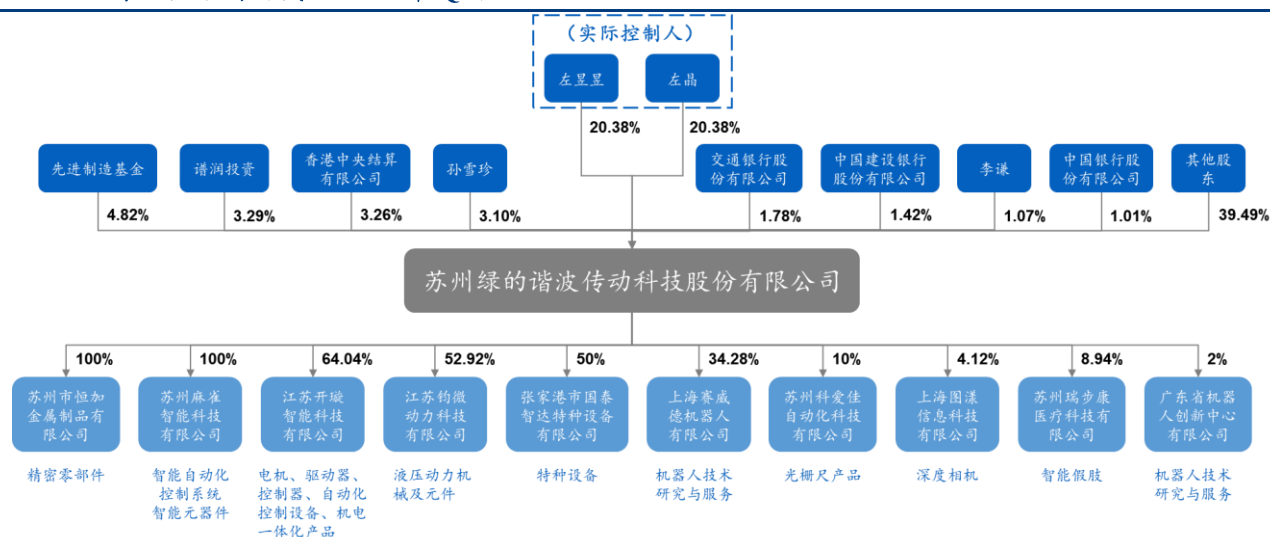 （实际控制人）
左昱昱
左晶
20.38%
20.38%
先进制造基金
谱润投资
香港中央结算
有限公司
孙雪珍
交通银行股
份有限公司
中国建设银行
股份有限公司
李谦
中国银行股
份有限公司
其他股
东
4.82%
3.29%
3.26%
3.10%
1.78%
1.42%
1.07%
1.01%
39.49%
苏州绿的谐波传动科技股份有限公司
100%
100%
64.04%
52.92%
50%
34.28%
10%
4.12%
8.94%
2%
苏州市恒加
金属制品有
限公司
苏州麻雀
智能科技
有限公司
江苏开璇
智能科技
有限公司
江苏钧微
动力科技
有限公司
张家港市国泰
智达特种设备
有限公司
上海赛威
德机器人
有限公司
苏州科爱佳
自动化科技
有限公司
上海图漾
信息科技
有限公司
苏州瑞步康
医疗科技有
限公司
广东省机器
人创新中心
有限公司
精密零部件
智能自动化
控制系统
智能元器件
电机、驱动器、
控制器、自动化
控制设备、机电
一体化产品
液压动力机
械及元件
特种设备
机器人技术
研究与服务
光栅尺产品
深度相机
智能假肢
机器人技术
研究与服务